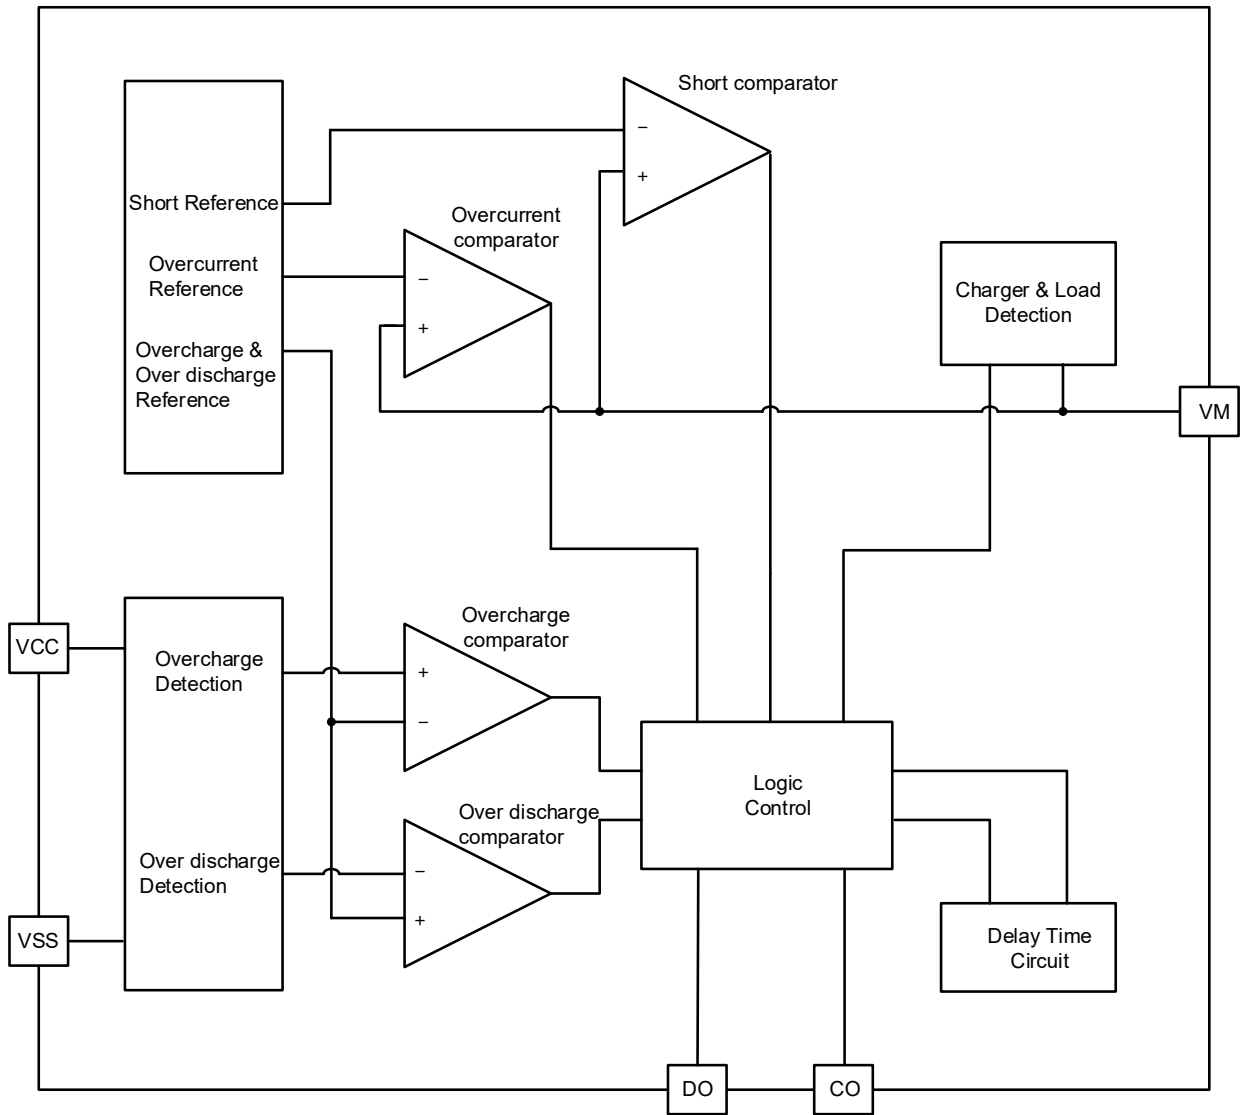 Short comparator
−
+
Short Reference
Overcurrent
comparator
Overcurrent
Reference
−
+
Overcharge &
Over discharge
Reference
Charger & Load
Detection
VM
VCC
Overcharge
Detection
Overcharge
comparator
+
−
Over discharge
Detection
Over discharge
comparator
−
+
Logic
Control
VSS
Delay Time
Circuit
DO
CO